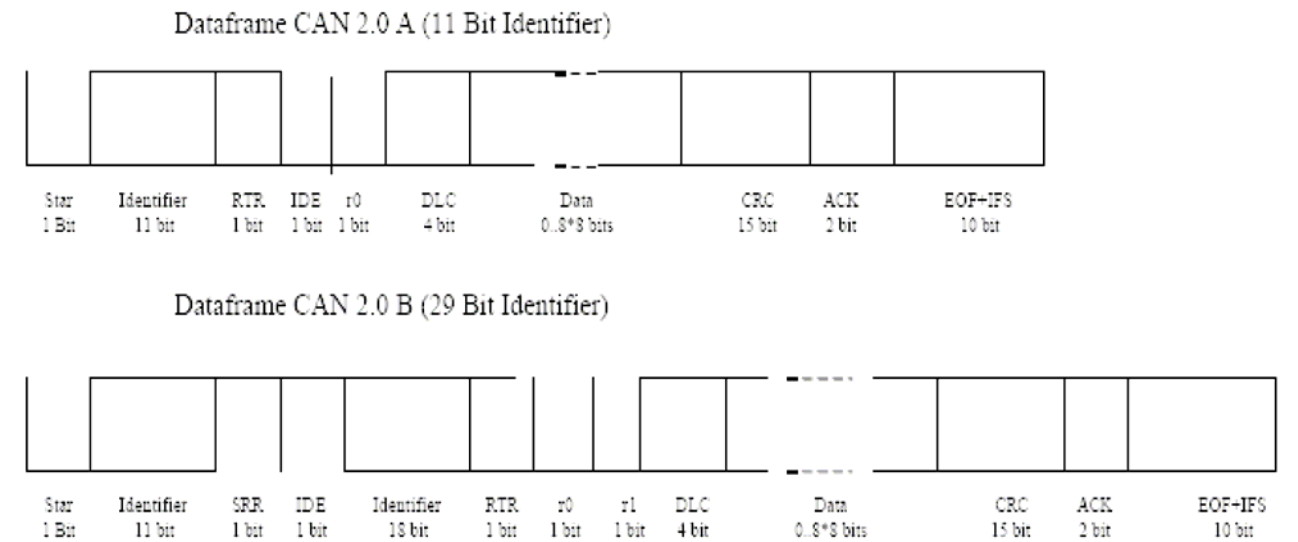 Dataframe CAN 2.0 A (11 Bit Identifier)
Star Identifier RTR IDE r0 DLC Data CRC ACK EOF+IFS
1 Bit 11 bit 1 bit 1 bit 1 bit 4 bit 0..8*8 bits 15 bit 2 bit 10 bit
Dataframe CAN 2.0 B (29 Bit Identifier)
Star Identifier SRR IDE Identifier RTR r0 r1 DLC Data CRC ACK EOF+IFS
1 Bit 11 bit 1 bit 1 bit 18 bit 1 bit 1 bit 1 bit 4 bit 0..8*8 bits 15 bit 2 bit 10 bit